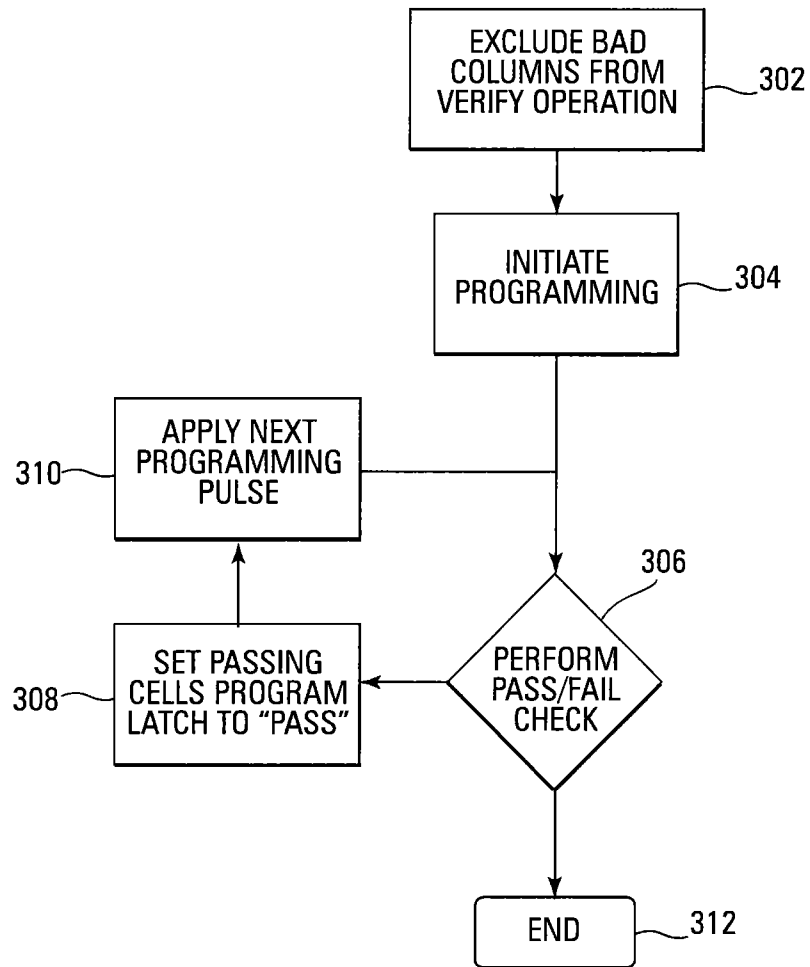 EXCLUDE BAD
COLUMNS FROM
VERIFY OPERATION
302
INITIATE
PROGRAMMING
304
APPLY NEXT
PROGRAMMING
PULSE
310
306
PERFORM
PASS/FAIL
CHECK
SET PASSING
CELLS PROGRAM
LATCH TO “PASS”
308
END
312